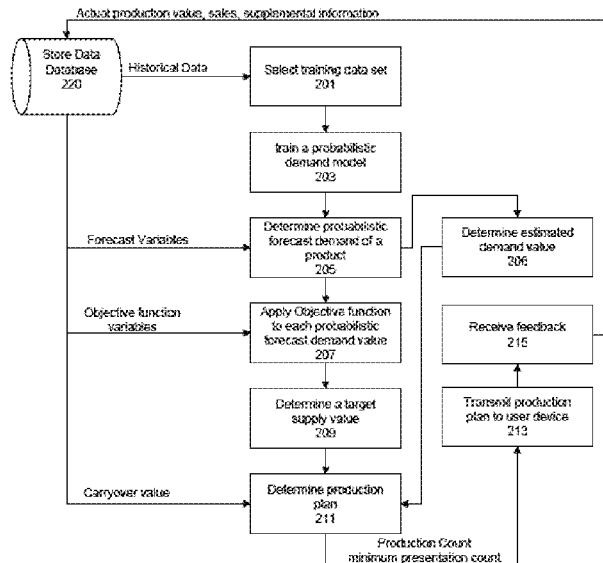 Actual production value, sales, supplemental information
Store Data
Database
220
Historical Data
Select training data set
201
train a probabilistic
demand model
203
Forecast Variables
Determine probabilistic
forecast demand of a
product
205
Determine estimated
demand value
206
Objective function
variables
Apply Objective function
to each probabilistic
forecast demand value
207
Receive feedback
215
Determine a target
supply value
209
Transmit production
plan to user device
213
Carryover value
Determine production
plan
211
Production Count
minimum presentation count